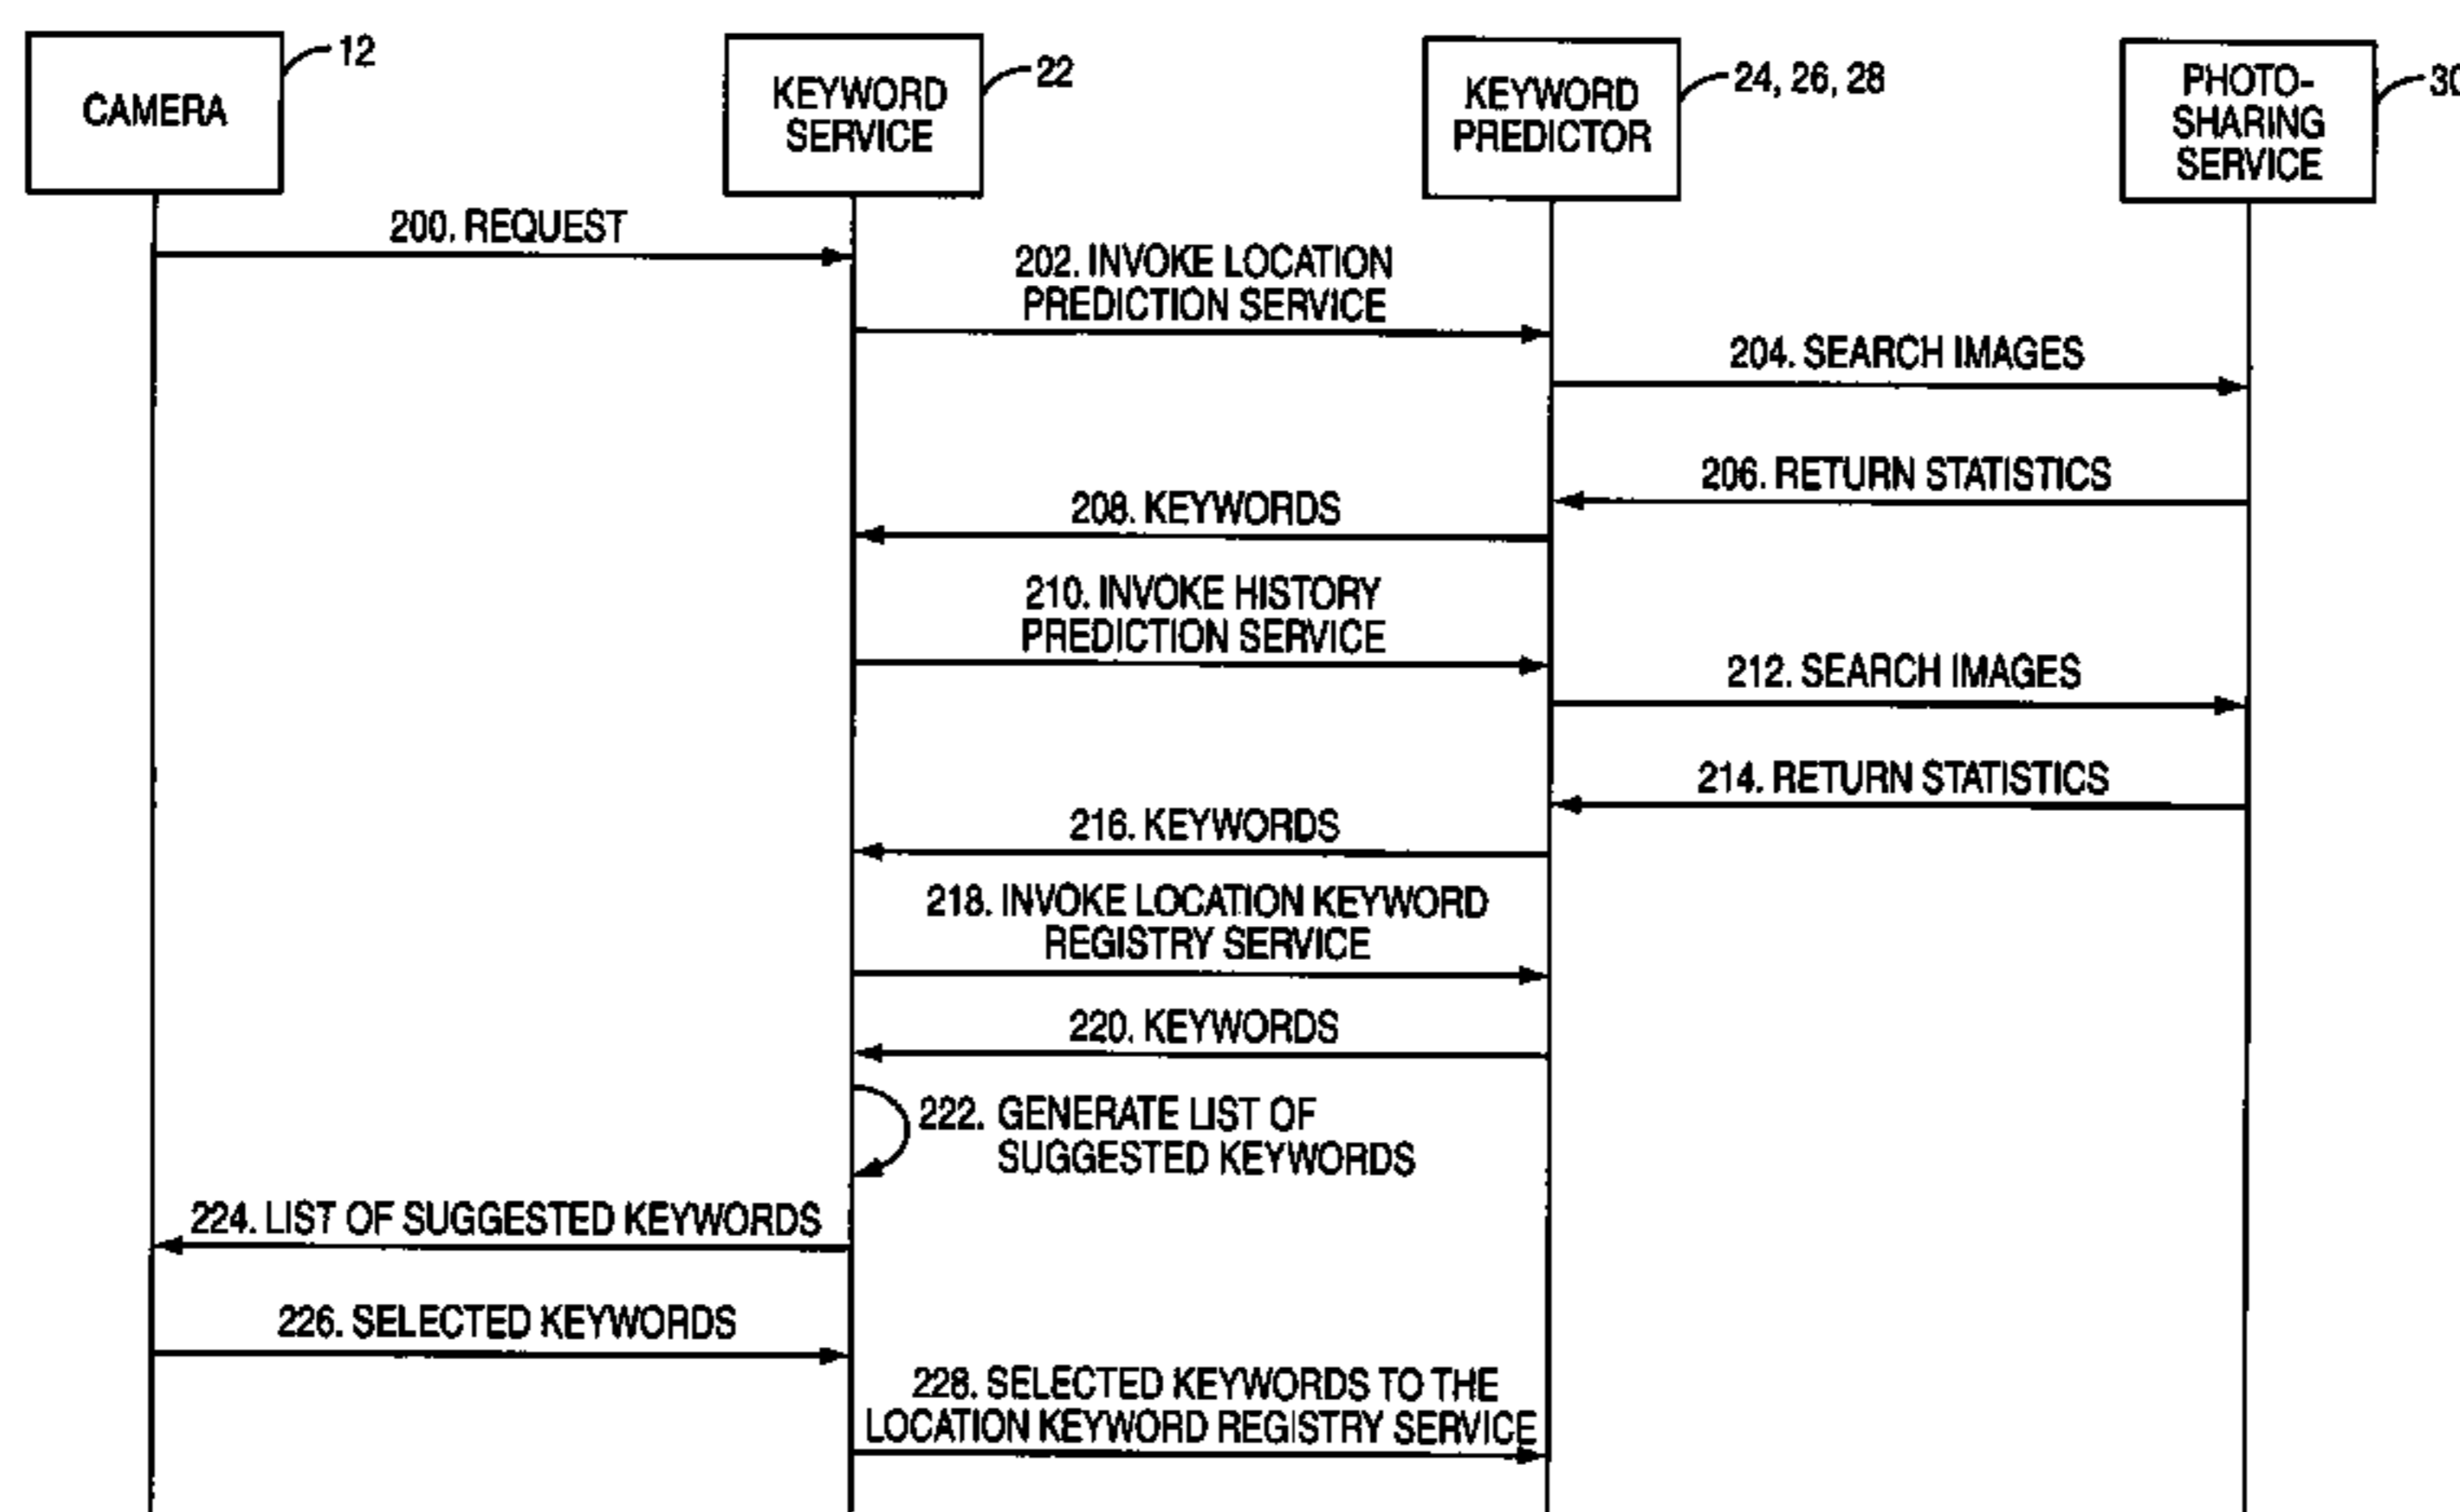 CAMERA
12
KEYWORD
SERVICE
22
KEYWORD
PREDICTOR
24, 26, 28
PHOTO-
SHARING
SERVICE
30
200. REQUEST
202. INVOKE LOCATION
PREDICTION SERVICE
204. SEARCH IMAGES
206. RETURN STATISTICS
208. KEYWORDS
210. INVOKE HISTORY
PREDICTION SERVICE
212. SEARCH IMAGES
214. RETURN STATISTICS
216. KEYWORDS
218. INVOKE LOCATION KEYWORD
REGISTRY SERVICE
220. KEYWORDS
222. GENERATE LIST OF
SUGGESTED KEYWORDS
224. LIST OF SUGGESTED KEYWORDS
226. SELECTED KEYWORDS
228. SELECTED KEYWORDS TO THE
LOCATION KEYWORD REGISTRY SERVICE